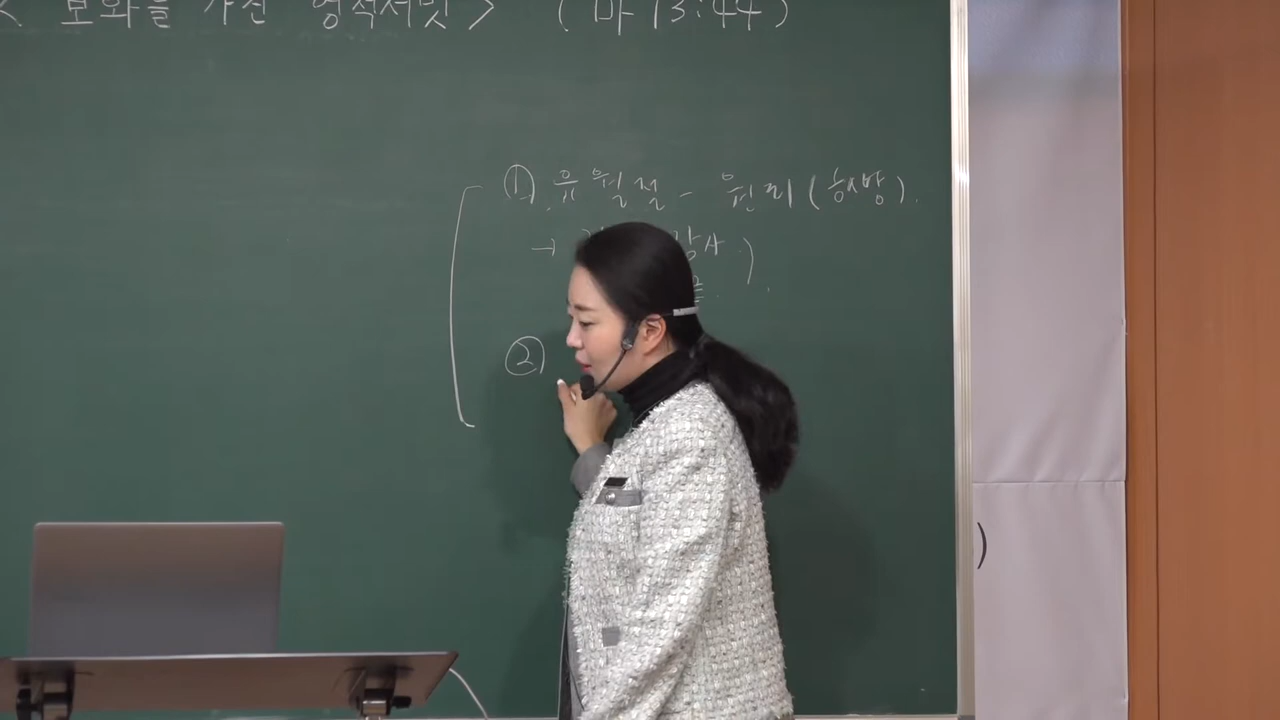 < 보화를 가진 영적서밋 > (마 13:44)
① 유월절 - 원리 (해방).
→ 감사)
②
)